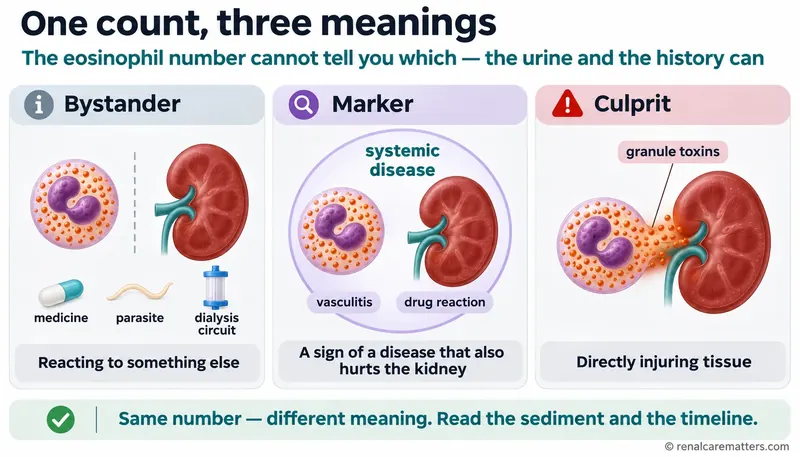 One count, three meanings
The eosinophil number cannot tell you which — the urine and the history can
Bystander
medicine
parasite
dialysis
circuit
Reacting to something else
Marker
systemic
disease
vasculitis
drug reaction
A sign of a disease that also
hurts the kidney
Culprit
granule toxins
Directly injuring tissue
Same number — different meaning. Read the sediment and the timeline.
© renalcarematters.com